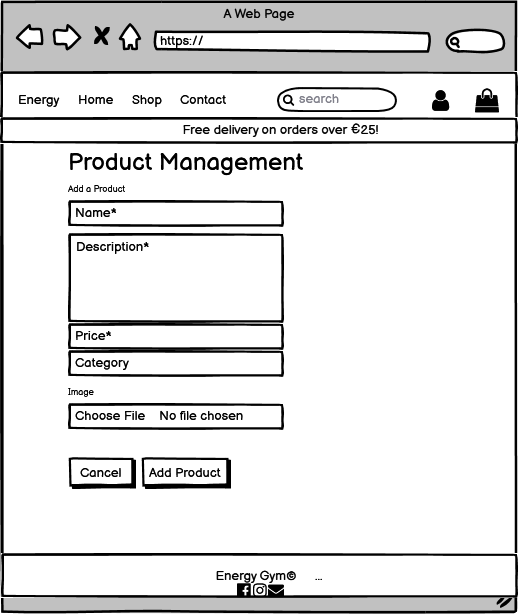 A Web Page
https://
Energy Home Shop Contact search
Free delivery on orders over €25!
Product Management
Add a Product
Name*
Description*
Price*
Category
Image
Choose File No file chosen
Cancel Add Product
Energy Gym© ...